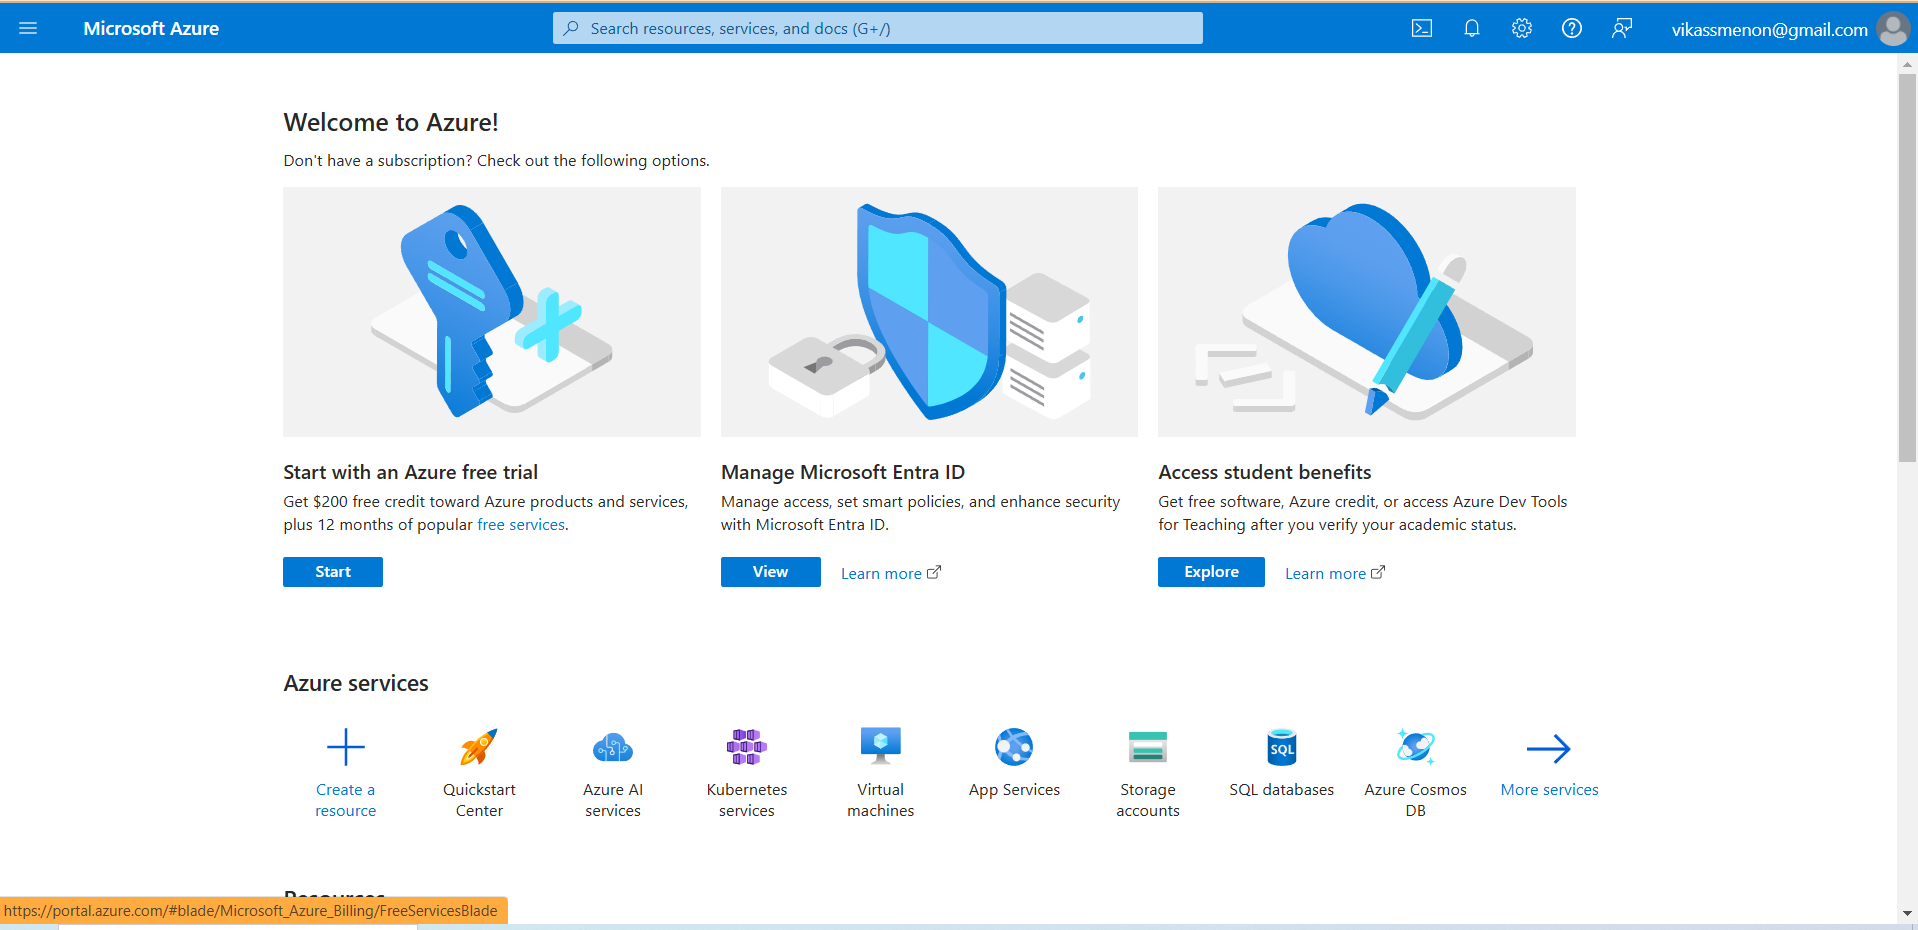 Microsoft Azure
Search resources, services, and docs (G+/)
vikassmenon@gmail.com
Welcome to Azure!
Don't have a subscription? Check out the following options.
Start with an Azure free trial
Get $200 free credit toward Azure products and services,
plus 12 months of popular free services.
Start
Manage Microsoft Entra ID
Manage access, set smart policies, and enhance security
with Microsoft Entra ID.
View
Learn more
Access student benefits
Get free software, Azure credit, or access Azure Dev Tools
for Teaching after you verify your academic status.
Explore
Learn more
Azure services
Create a
resource
Quickstart
Center
Azure AI
services
Kubernetes
services
Virtual
machines
App Services
Storage
accounts
SQL
SQL databases
Azure Cosmos
DB
More services
Resources
https://portal.azure.com/#blade/Microsoft_Azure_Billing/FreeServicesBlade